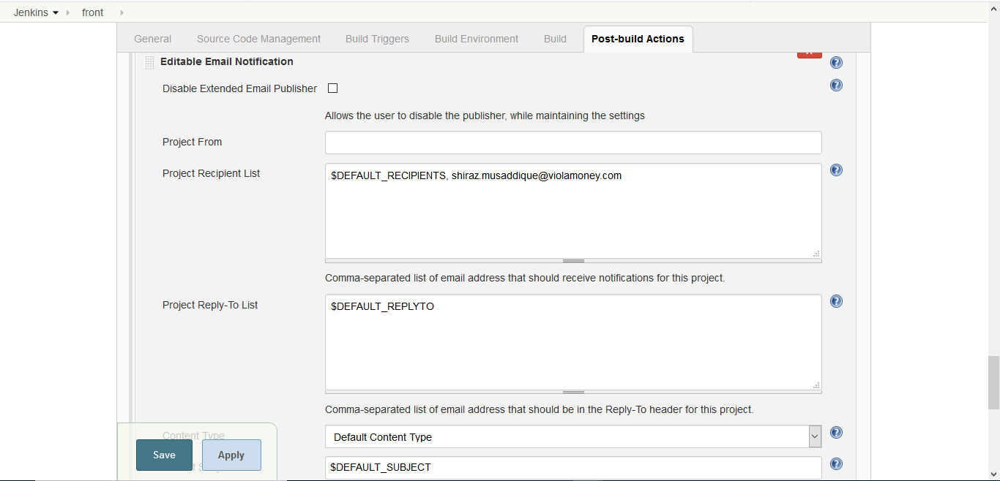 Jenkins front
General Source Code Management Build Triggers Build Environment Build Post-build Actions
Editable Email Notification
Disable Extended Email Publisher
Allows the user to disable the publisher, while maintaining the settings
Project From
Project Recipient List
$DEFAULT_RECIPIENTS, shiraz.musaddique@violamoney.com
Comma-separated list of email address that should receive notifications for this project.
Project Reply-To List
$DEFAULT_REPLYTO
Comma-separated list of email address that should be in the Reply-To header for this project.
Content Type
Default Content Type
Save Apply
$DEFAULT_SUBJECT